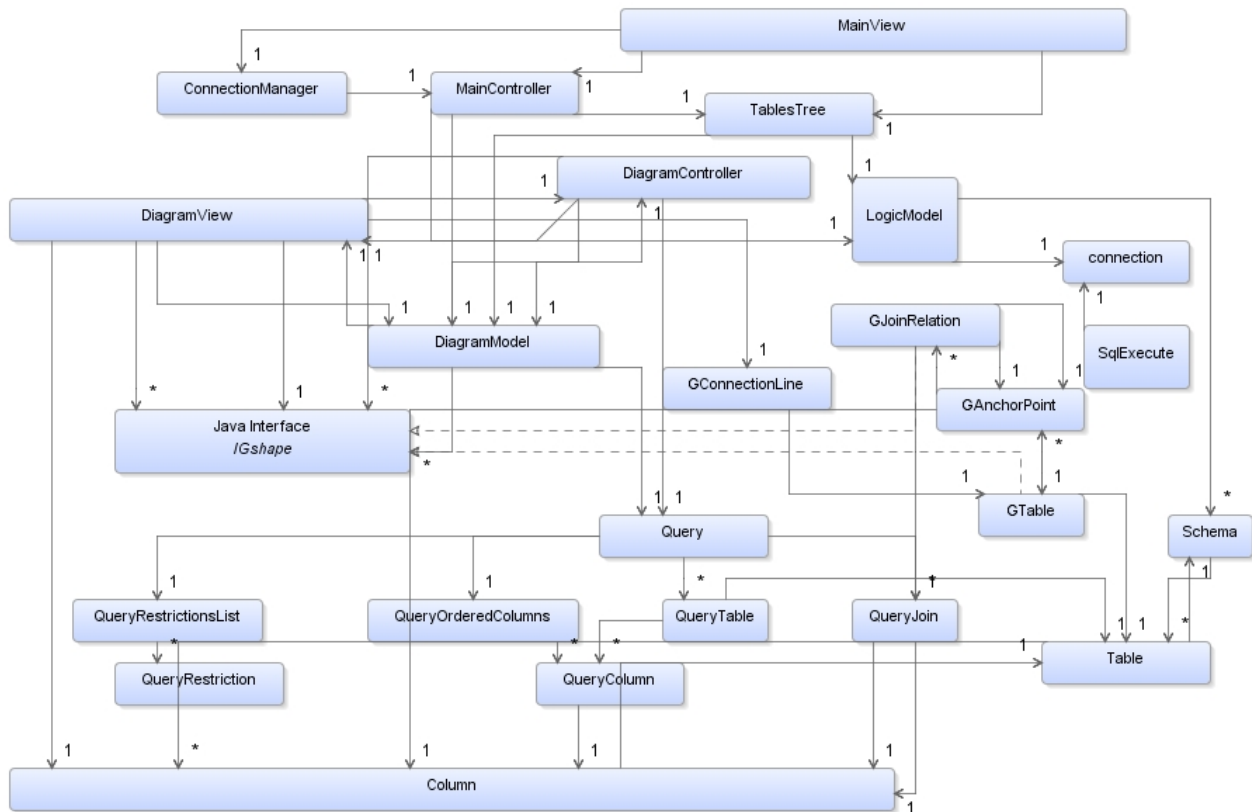 MainView
1
ConnectionManager
1
MainController
1
1
TablesTree
1
1
DiagramController
1
1
DiagramView
LogicModel
1
1
1
1
1
connection
1
1
1
1
1
DiagramModel
GJoinRelation
SqlExecute
*
1
1
1
GConnectionLine
*
1
*
GAnchorPoint
Java Interface
IGshape
*
*
1
1
GTable
1
1
*
Query
Schema
1
1
*
*
1
1
QueryRestrictionsList
QueryOrderedColumns
QueryTable
QueryJoin
1
1
*
*
*
*
1
Table
QueryRestriction
QueryColumn
1
*
1
1
1
Column
1